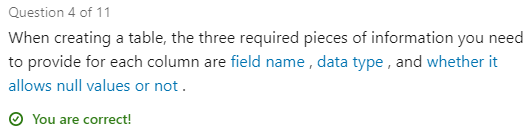 Question 4 of 11
When creating a table, the three required pieces of information you need
to provide for each column are field name , data type , and whether it
allows null values or not .
You are correct!